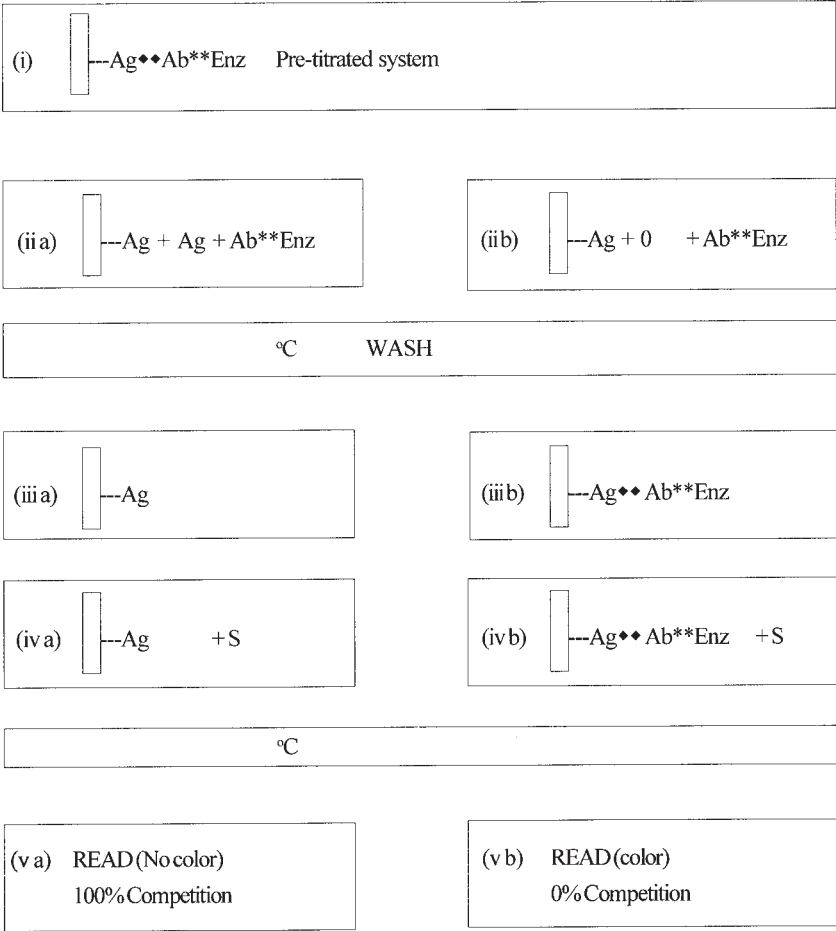 (i) ---Ag◆◆Ab**Enz Pre-titrated system
(ii a) ---Ag + Ag + Ab**Enz
(ii b) ---Ag + 0 + Ab**Enz
°C WASH
(iii a) ---Ag
(iii b) ---Ag◆◆ Ab**Enz
(iv a) ---Ag + S
(iv b) ---Ag◆◆ Ab**Enz + S
°C
(v a) READ (No color)
100% Competition
(v b) READ (color)
0% Competition